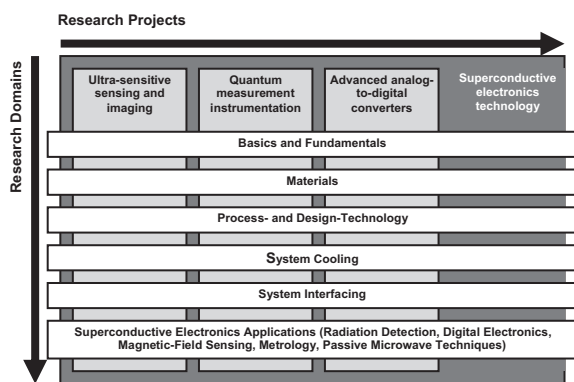 Research Projects
Research Domains
Ultra-sensitive
sensing and
imaging
Quantum
measurement
instrumentation
Advanced analog-
to-digital
converters
Superconductive
electronics
technology
Basics and Fundamentals
Materials
Process- and Design-Technology
System Cooling
System Interfacing
Superconductive Electronics Applications (Radiation Detection, Digital Electronics,
Magnetic-Field Sensing, Metrology, Passive Microwave Techniques)